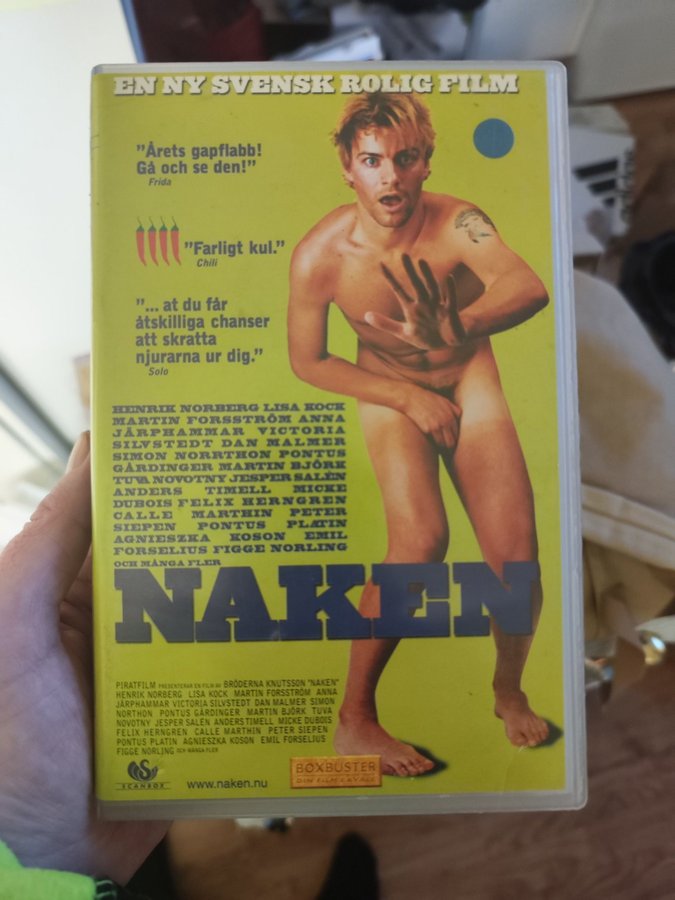 EN NY SVENSK ROLIG FILM
"Årets gapflabb!
Gå och se den!"
Frida
"Farligt kul."
Chili
"... at du får
åtskilliga chanser
att skratta
njurarna ur dig."
Solo
HENRIK NORBERG LISA KOCK
MARTIN FORSSTRÖM ANNA
JÄRPHAMMAR VICTORIA
SILVSTEDT DAN MALMER
SIMON NORRTHON PONTUS
GÅRDINGER MARTIN BJÖRK
TUVA NOVOTNY JESPER SALÉN
ANDERS TIMELL MICKE
DUBOIS FELIX HERNGREN
CALLE MARTHIN PETER
SIEPEN PONTUS PLATIN
AGNIESZKA KOSON EMIL
FORSELIUS FIGGE NORLING
OCH MÅNGA FLER
NAKEN
PIRATFILM PRESENTERAR EN FILM AV BRÖDERNA KNUTSSON "NAKEN"
HENRIK NORBERG LISA KOCK MARTIN FORSSTRÖM ANNA
JÄRPHAMMAR VICTORIA SILVSTEDT DAN MALMER SIMON
NORTHON PONTUS GÅRDINGER MARTIN BJÖRK TUVA
NOVOTNY JESPER SALÉN ANDERS TIMELL MICKE DUBOIS
FELIX HERNGREN CALLE MARTHIN PETER SIEPEN
PONTUS PLATIN AGNIESZKA KOSON EMIL FORSELIUS
FIGGE NORLING OCH MÅNGA FLER
SCANBOX
www.naken.nu
BOXBUSTER
DIN FILMKAVALK
adidas